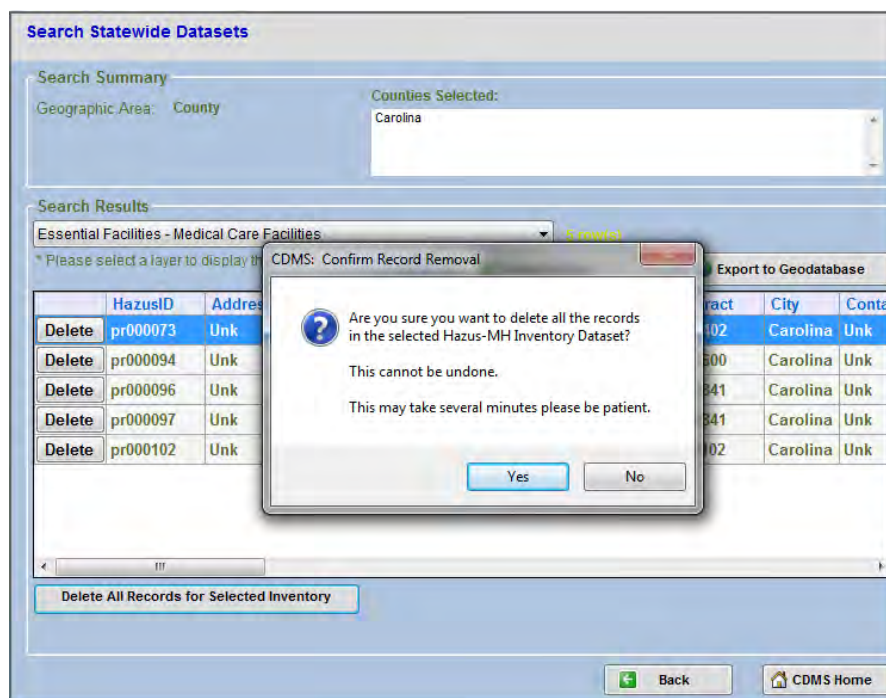 Search Statewide Datasets
Search Summary
Geographic Area: County
Counties Selected:
Carolina
Search Results
Essential Facilities - Medical Care Facilities
* Please select a layer to display th
Export to Geodatabase
CDMS: Confirm Record Removal
Are you sure you want to delete all the records
in the selected Hazus-MH Inventory Dataset?
This cannot be undone.
This may take several minutes please be patient.
Yes No
HazusID Addres ract City Conta
Delete pr000073 Unk 402 Carolina Unk
Delete pr000094 Unk 600 Carolina Unk
Delete pr000096 Unk 841 Carolina Unk
Delete pr000097 Unk 841 Carolina Unk
Delete pr000102 Unk 102 Carolina Unk
Delete All Records for Selected Inventory
Back CDMS Home